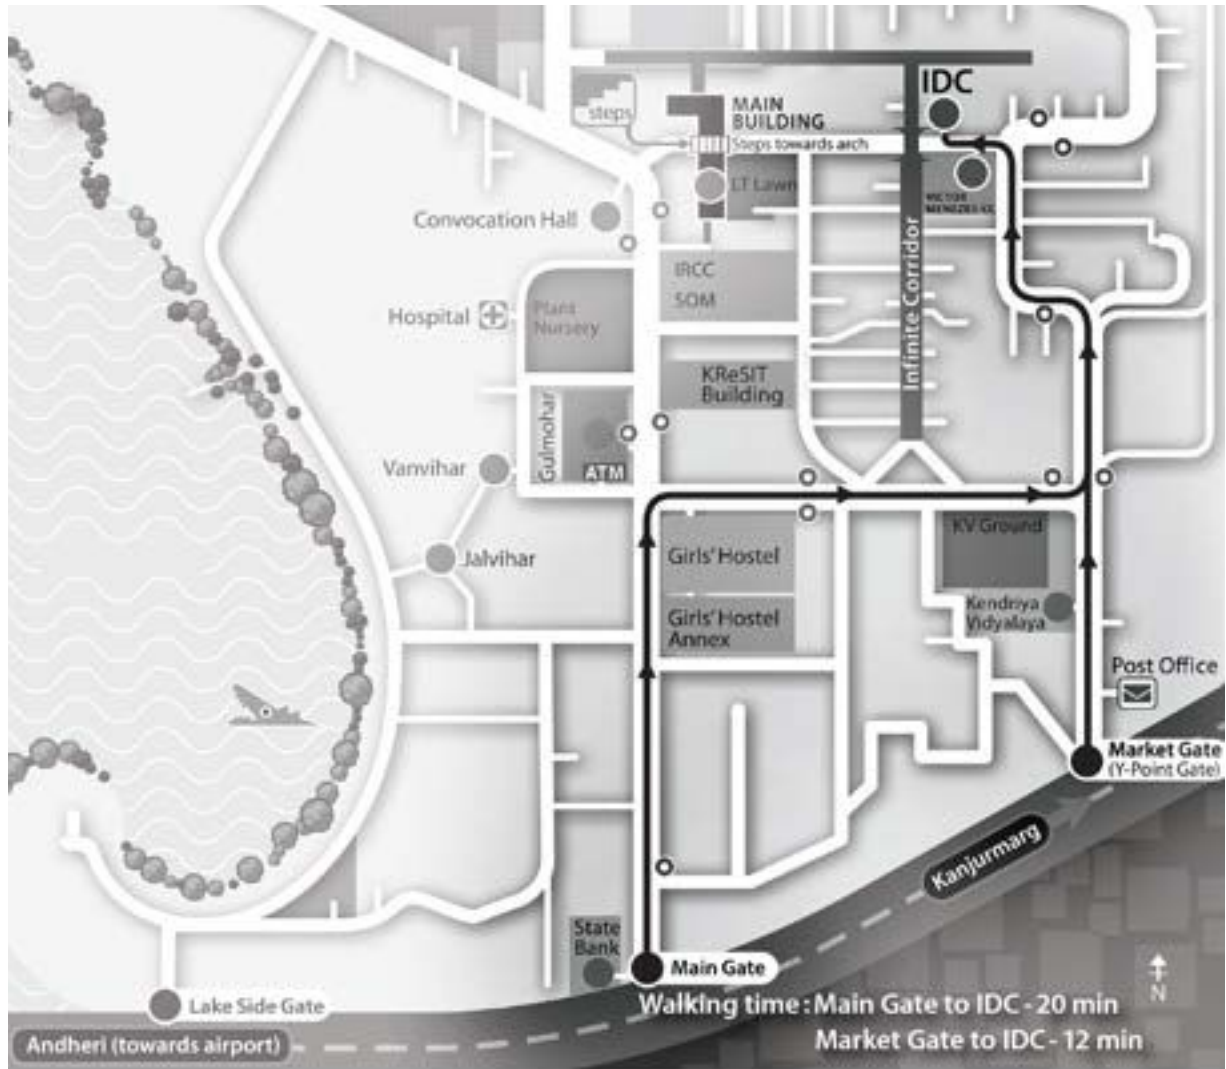 IDC
steps
MAIN
BUILDING
Steps towards arch
LT Lawn
VICTOR
MENEZES CC
Convocation Hall
IRCC
SOM
Hospital
Plant
Nursery
Infinite Corridor
KReSIT
Building
Gulmohar
ATM
Vanvihar
KV Ground
Girls' Hostel
Jalvihar
Kendriya
Vidyalaya
Girls' Hostel
Annex
Post Office
Market Gate
(Y-Point Gate)
Kanjurmarg
State
Bank
Main Gate
N
Lake Side Gate
Walking time : Main Gate to IDC - 20 min
Market Gate to IDC - 12 min
Andheri (towards airport)